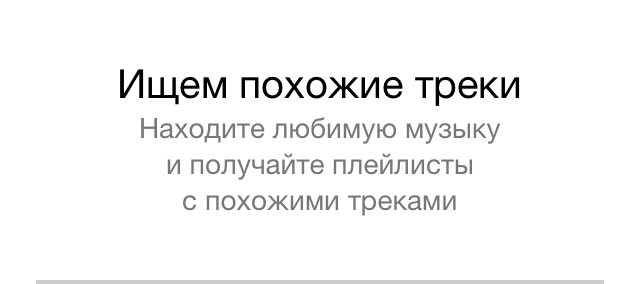 Ищем похожие треки
Находите любимую музыку
и получайте плейлисты
с похожими треками